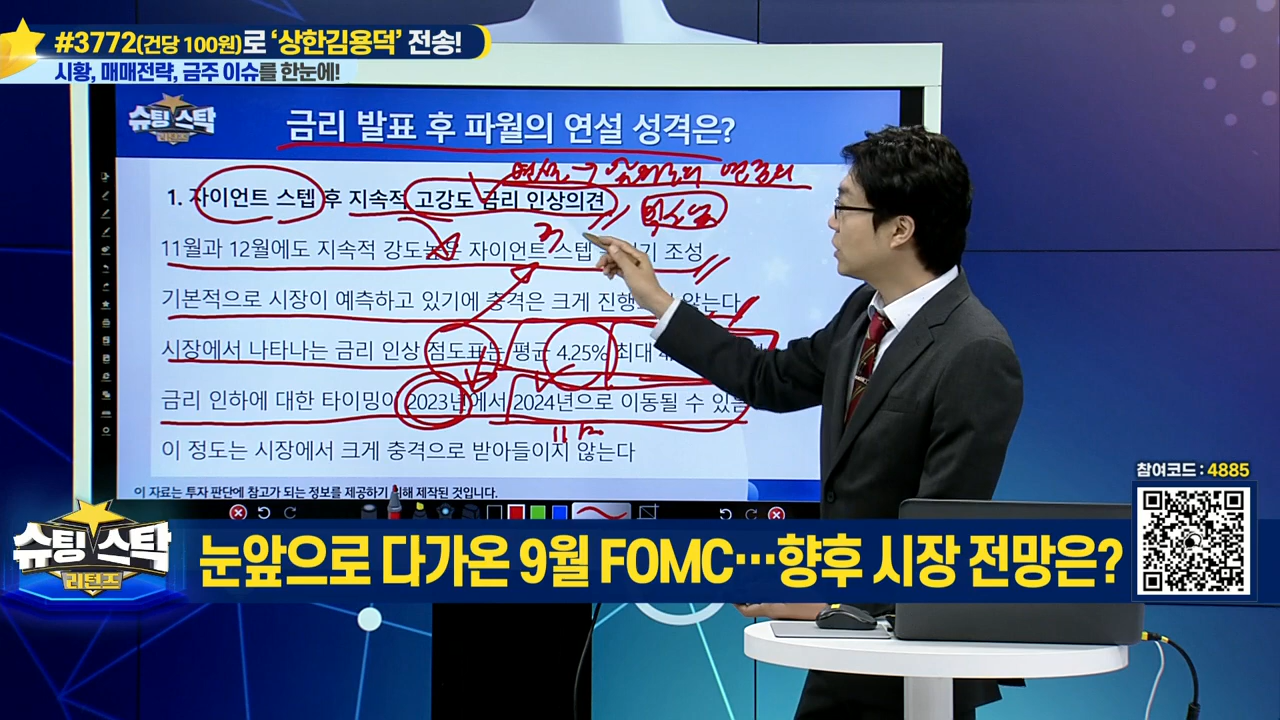 #3772(건당 100원)로 '상한김용덕' 전송!
시황, 매매전략, 금주 이슈를 한눈에!
슈팅 스탁
금리 발표 후 파월의 연설 성격은?
1. 자이언트 스텝 후 지속적 고강도 금리 인상의견
11월과 12월에도 지속적 강도높은 자이언트 스텝 조성
기본적으로 시장이 예측하고 있기에 충격은 크게 진행 않는다
시장에서 나타나는 금리 인상 점도표는 평균 4.25% 최대
금리 인하에 대한 타이밍이 2023년에서 2024년으로 이동될 수 있음
이 정도는 시장에서 크게 충격으로 받아들이지 않는다
이 자료는 투자 판단에 참고가 되는 정보를 제공하기 위해 제작된 것입니다.
참여코드 : 4885
슈팅 스탁
리턴즈
눈앞으로 다가온 9월 FOMC…향후 시장 전망은?